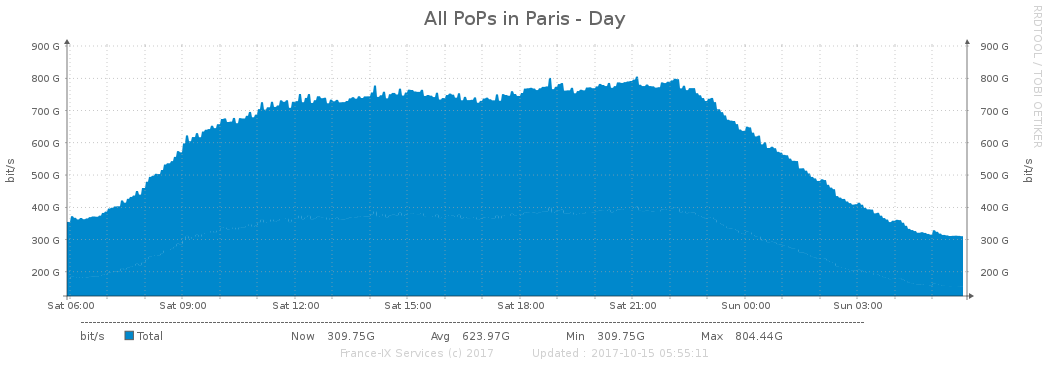 All PoPs in Paris - Day
RRDTOOL / TOBI OETIKER
bit/s
bit/s
900 G 900 G
800 G 800 G
700 G 700 G
600 G 600 G
500 G 500 G
400 G 400 G
300 G 300 G
200 G 200 G
Sat 06:00 Sat 09:00 Sat 12:00 Sat 15:00 Sat 18:00 Sat 21:00 Sun 00:00 Sun 03:00
bit/s Total Now 309.75G Avg 623.97G Min 309.75G Max 804.44G
France-IX Services (c) 2017 Updated : 2017-10-15 05:55:11